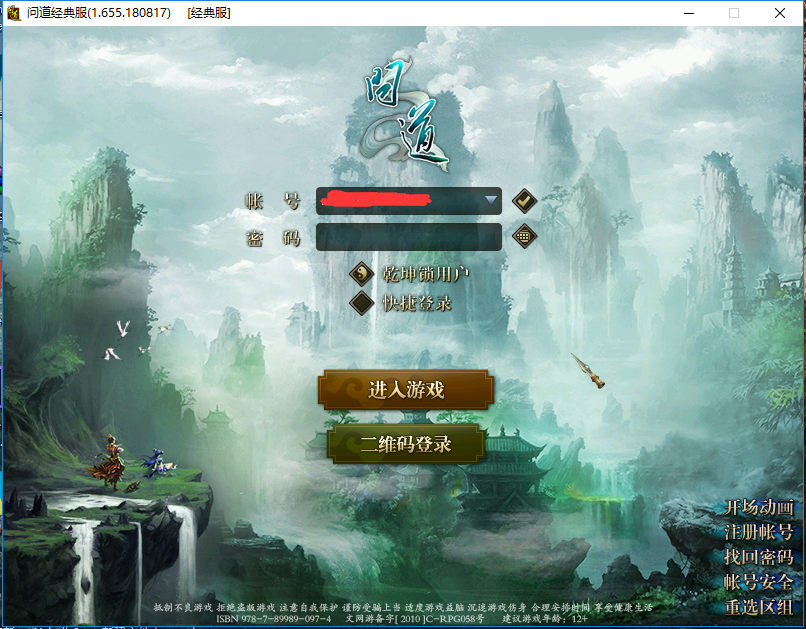 问道经典服(1.655.180817) [经典服]
问道
帐 号
密 码
乾坤锁用户
快捷登录
进入游戏
二维码登录
开场动画
注册帐号
找回密码
帐号安全
重选区组
抵制不良游戏 拒绝盗版游戏 注意自我保护 谨防受骗上当 适度游戏益脑 沉迷游戏伤身 合理安排时间 享受健康生活
ISBN 978-7-89989-097-4 文网游备字[2010]C-RPG058号 建议游戏年龄：12+